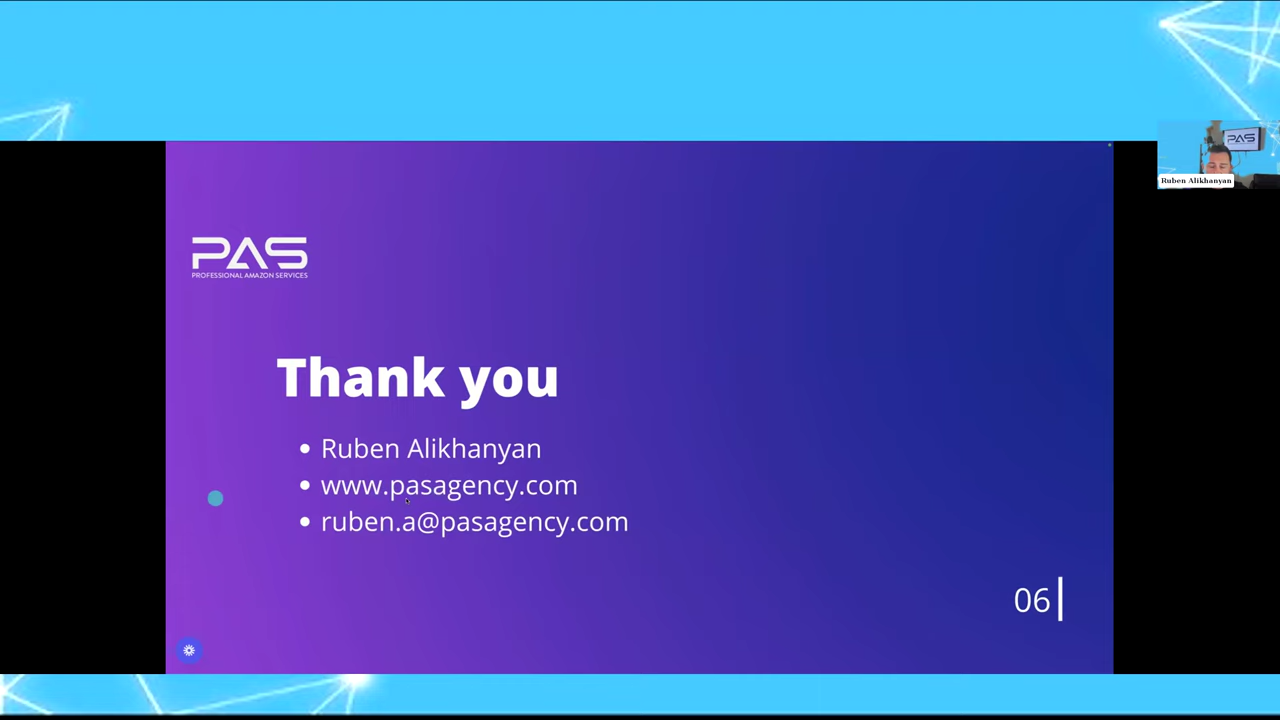 PAS
Ruben Alikhanyan
PAS
PROFESSIONAL AMAZON SERVICES
Thank you
• Ruben Alikhanyan
• www.pasagency.com
• ruben.a@pasagency.com
06